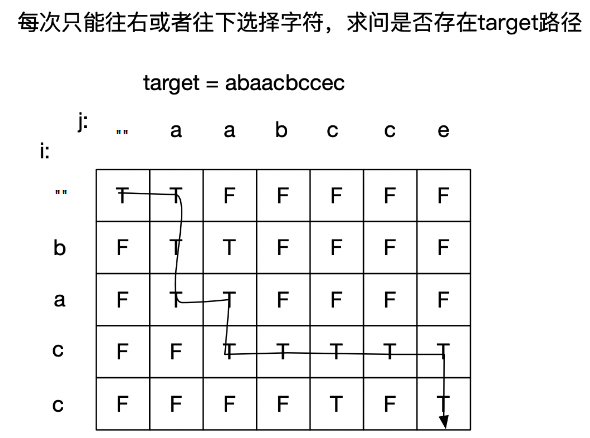 每次只能往右或者往下选择字符，求问是否存在target路径
target = abaacbccec
j: "" a a b c c e
i:
"" T T F F F F F
b F T T F F F F
a F T T F F F F
c F F T T T T T
c F F F F T F T